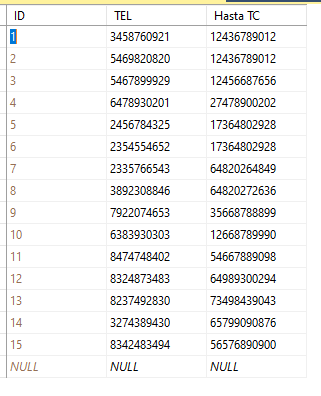 ID TEL Hasta TC
1 3458760921 12436789012
2 5469820820 12436789012
3 5467899929 12456687656
4 6478930201 27478900202
5 2456784325 17364802928
6 2354554652 17364802928
7 2335766543 64820264849
8 3892308846 64820272636
9 7922074653 35668788899
10 6383930303 12668789990
11 8474748402 54667889098
12 8324873483 64989300294
13 8237492830 73498439043
14 3274389430 65799090876
15 8342483494 56576890900
NULL NULL NULL